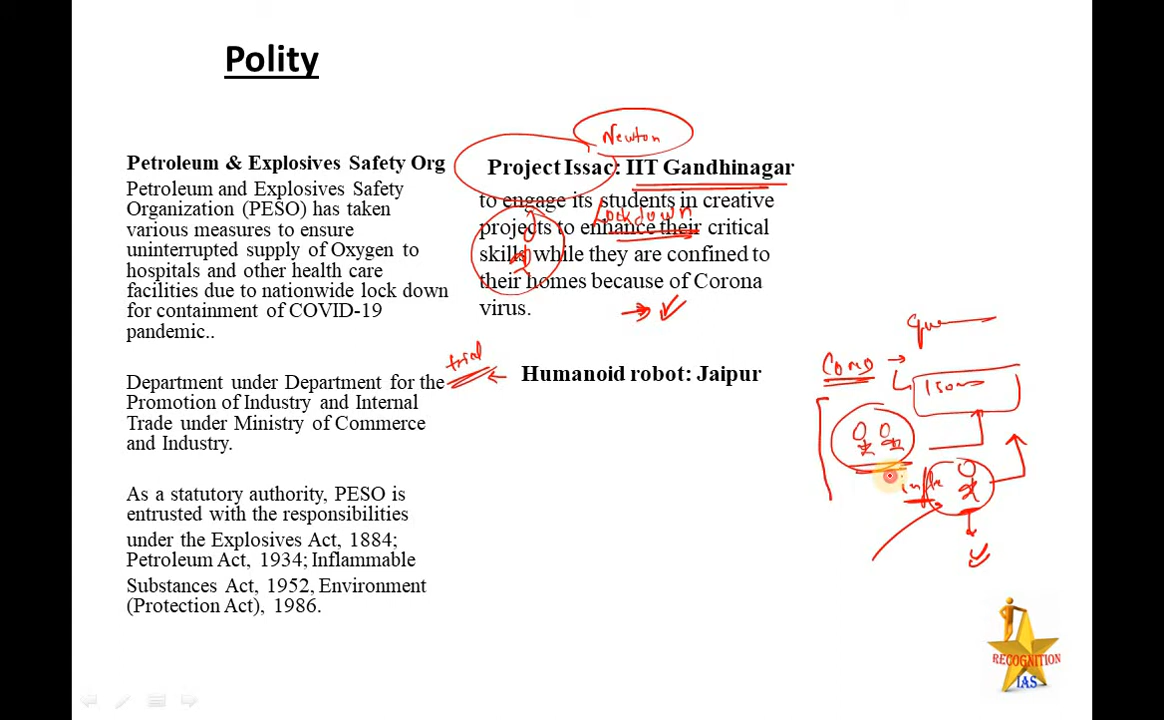 Polity
Petroleum & Explosives Safety Org
Petroleum and Explosives Safety
Organization (PESO) has taken
various measures to ensure
uninterrupted supply of Oxygen to
hospitals and other health care
facilities due to nationwide lock down
for containment of COVID-19
pandemic..
Department under Department for the
Promotion of Industry and Internal
Trade under Ministry of Commerce
and Industry.
As a statutory authority, PESO is
entrusted with the responsibilities
under the Explosives Act, 1884;
Petroleum Act, 1934; Inflammable
Substances Act, 1952, Environment
(Protection Act), 1986.
Newton
Project Issac: IIT Gandhinagar
to engage its students in creative
Lockdown
projects to enhance their critical
skills while they are confined to
their homes because of Corona
virus.
trial
Humanoid robot: Jaipur
RECOGNITION
IAS